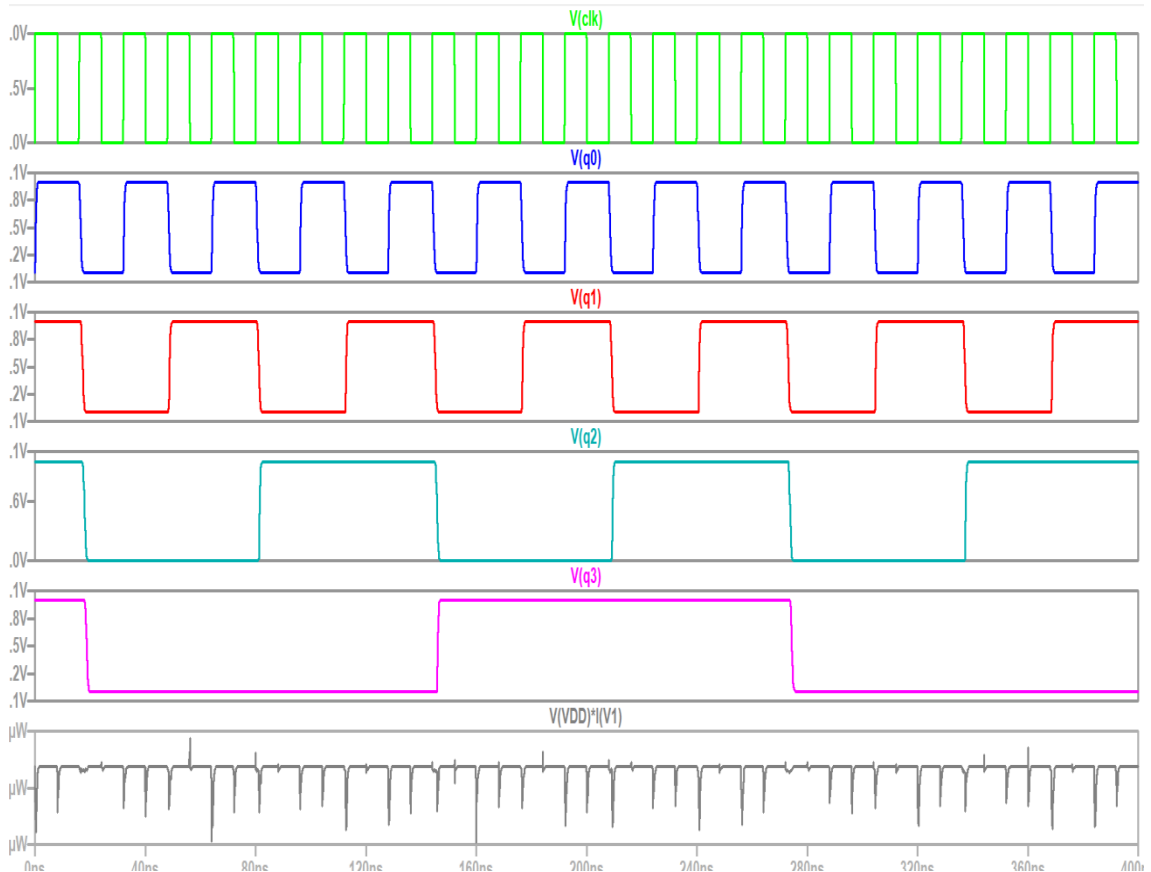 V(clk)
.0V
.5V
.0V
V(q0)
.1V
.8V
.5V
.2V
.1V
V(q1)
.1V
.8V
.5V
.2V
.1V
V(q2)
.1V
.6V
.0V
V(q3)
.1V
.8V
.5V
.2V
.1V
V(VDD)*I(V1)
µW
µW
µW
0ns 40ns 80ns 120ns 160ns 200ns 240ns 280ns 320ns 360ns 400